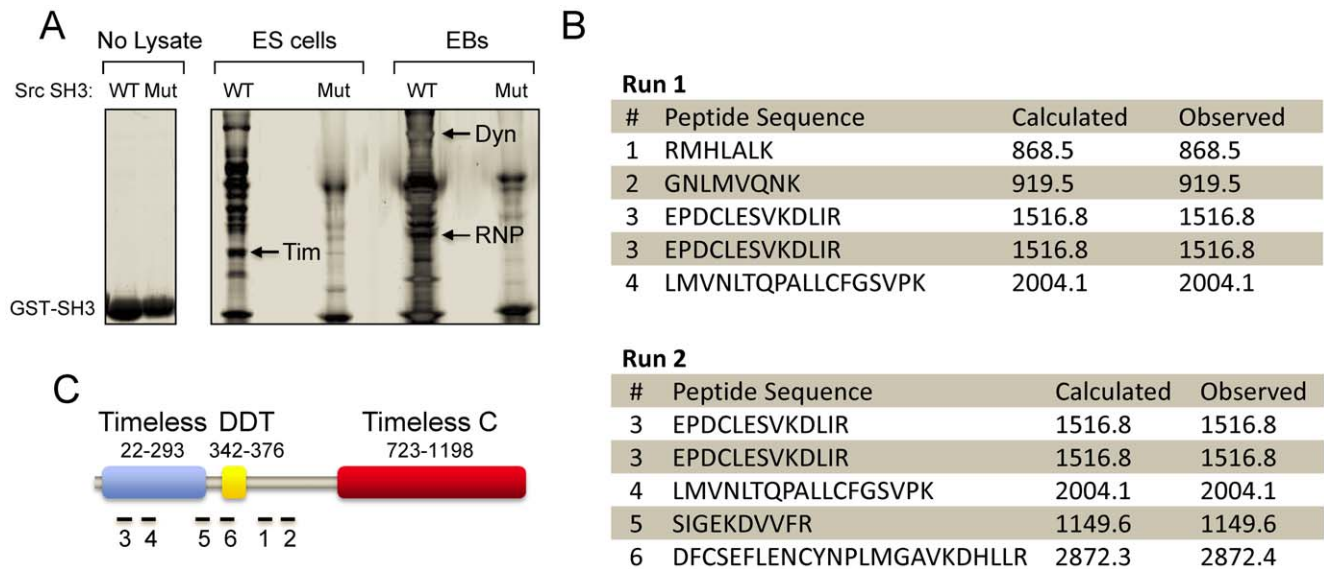 A
No Lysate ES cells EBs
Src SH3: WT Mut WT Mut WT Mut
Dyn
Tim
RNP
GST-SH3
B
Run 1
# Peptide Sequence Calculated Observed
1 RMHLALK 868.5 868.5
2 GNLMVQNK 919.5 919.5
3 EPDCLESVKDLIR 1516.8 1516.8
3 EPDCLESVKDLIR 1516.8 1516.8
4 LMVNLTQPALLCFGSVPK 2004.1 2004.1
Run 2
# Peptide Sequence Calculated Observed
3 EPDCLESVKDLIR 1516.8 1516.8
3 EPDCLESVKDLIR 1516.8 1516.8
4 LMVNLTQPALLCFGSVPK 2004.1 2004.1
5 SIGEKDVVFR 1149.6 1149.6
6 DFCSEFLENCYNPLMGAVKDHLLR 2872.3 2872.4
C
Timeless DDT Timeless C
22-293 342-376 723-1198
3 4 5 6 1 2